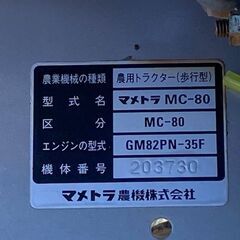 農業機械の種類 農用トラクター(歩行型)
型式名 マメトラ MC-80
区分 MC-80
エンジンの型式 GM82PN-35F
機体番号 203730
マメトラ農機株式会社